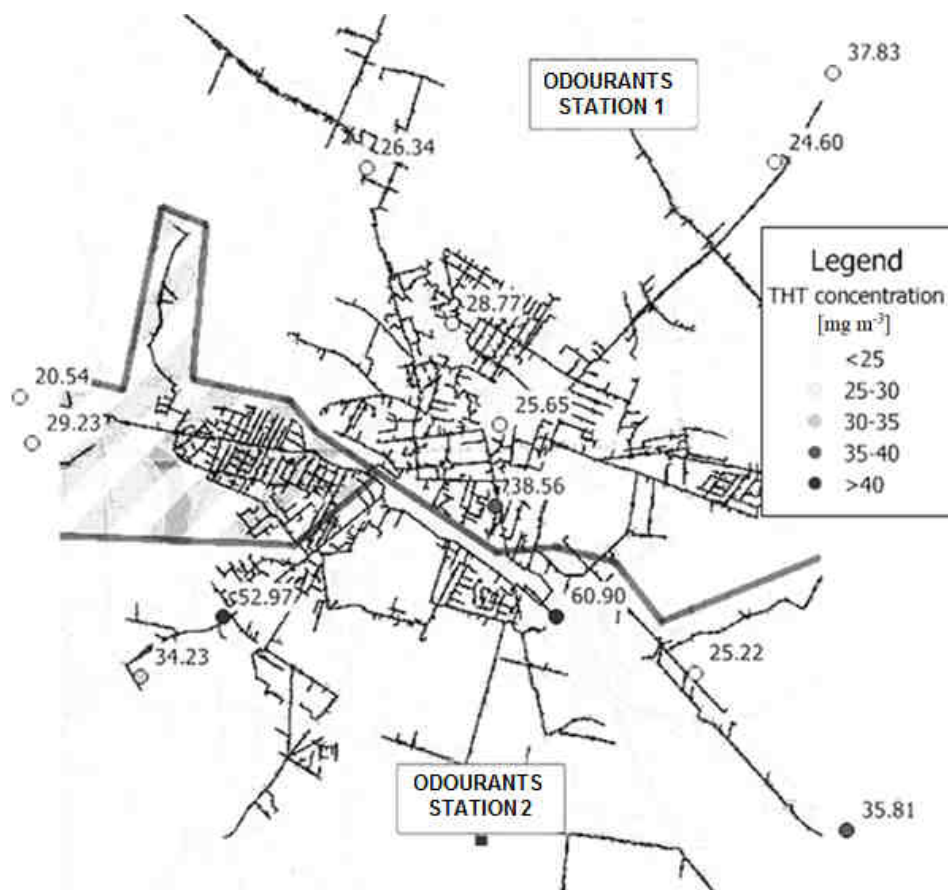 37.83
ODOURANTS
STATION 1
24.60
26.34
Legend
THT concentration
[mg m⁻³]
<25
25-30
30-35
35-40
>40
28.77
20.54
25.65
29.23
38.56
52.97
60.90
34.23
25.22
ODOURANTS
STATION 2
35.81